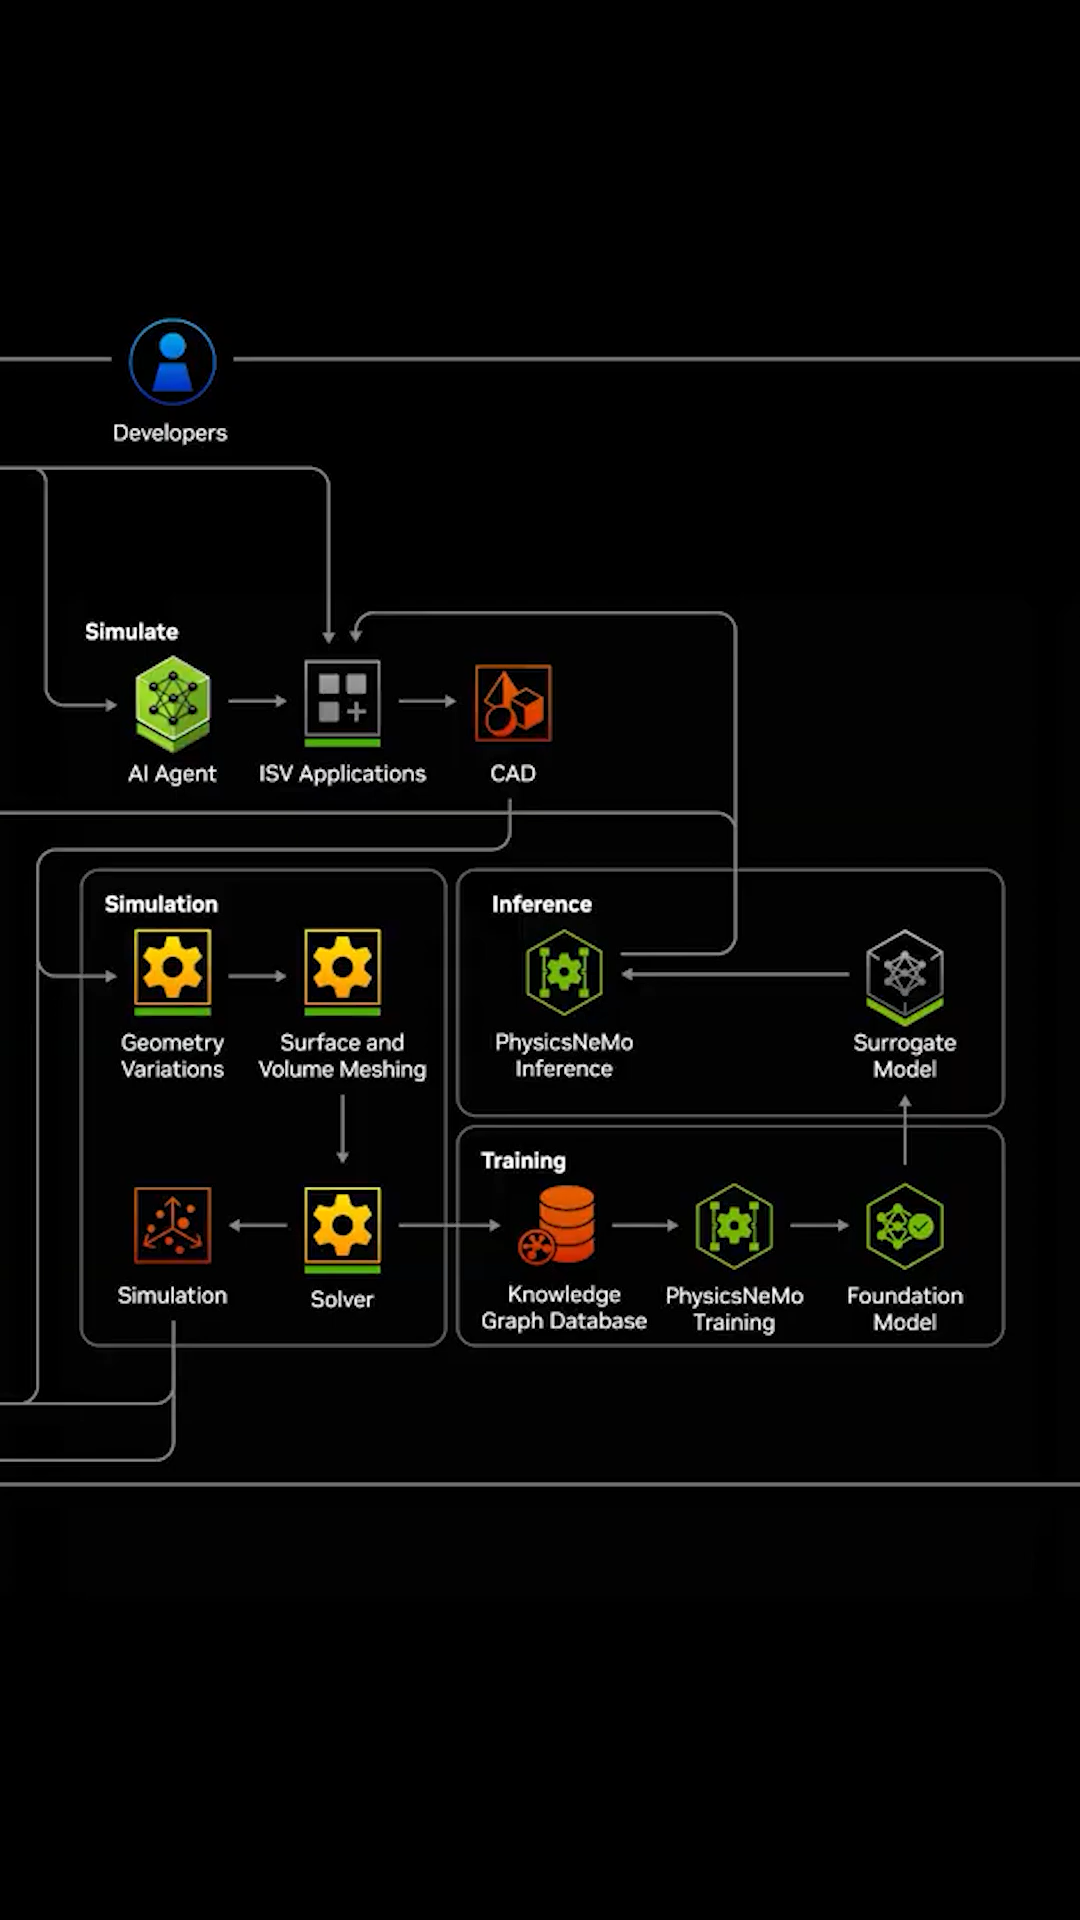 Developers
Simulate
AI Agent
ISV Applications
CAD
Simulation
Geometry
Variations
Surface and
Volume Meshing
Simulation
Solver
Inference
PhysicsNeMo
Inference
Surrogate
Model
Training
Knowledge
Graph Database
PhysicsNeMo
Training
Foundation
Model